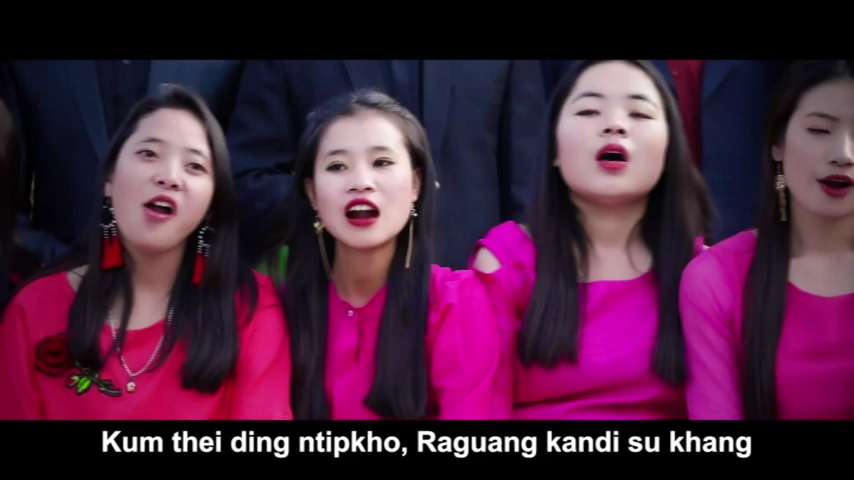 Kum thei ding ntipkho, Raguang kandi su khang